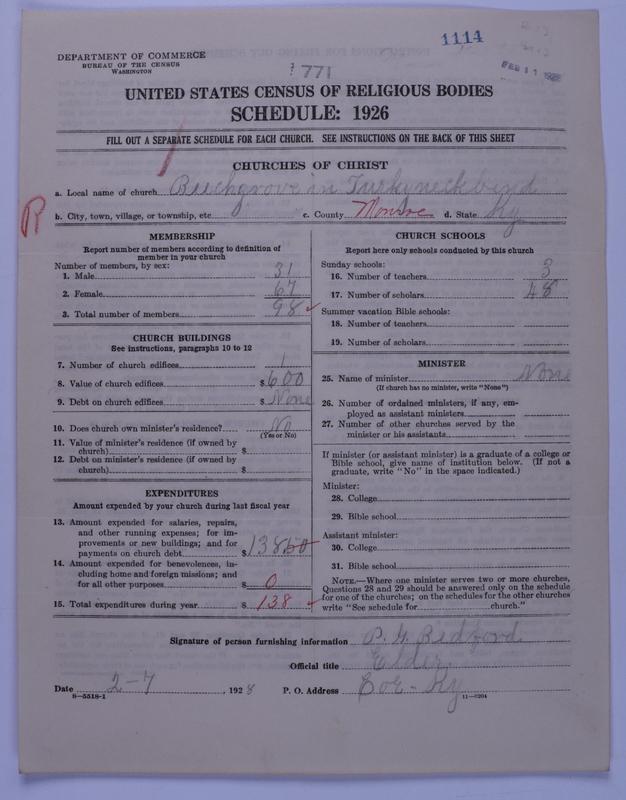 1114
DEPARTMENT OF COMMERCE
BUREAU OF THE CENSUS
WASHINGTON
771
FEB 11 1928
UNITED STATES CENSUS OF RELIGIOUS BODIES
SCHEDULE: 1926
FILL OUT A SEPARATE SCHEDULE FOR EACH CHURCH. SEE INSTRUCTIONS ON THE BACK OF THIS SHEET
CHURCHES OF CHRIST
R
a. Local name of church Beechgrove in Turkyneck bend
b. City, town, village, or township, etc. c. County Monroe d. State Ky
MEMBERSHIP
Report number of members according to definition of
member in your church
Number of members, by sex:
1. Male 31
2. Female 67
3. Total number of members 98
CHURCH BUILDINGS
See instructions, paragraphs 10 to 12
7. Number of church edifices 1
8. Value of church edifices $ 600
9. Debt on church edifices $ None
10. Does church own minister's residence? No
(Yes or No)
11. Value of minister's residence (if owned by
church) $
12. Debt on minister's residence (if owned by
church) $
EXPENDITURES
Amount expended by your church during last fiscal year
13. Amount expended for salaries, repairs,
and other running expenses; for im-
provements or new buildings; and for
payments on church debt $ 138 50
14. Amount expended for benevolences, in-
cluding home and foreign missions; and
for all other purposes $ 0
15. Total expenditures during year $ 138
CHURCH SCHOOLS
Report here only schools conducted by this church
Sunday schools:
16. Number of teachers 3
17. Number of scholars 48
Summer vacation Bible schools:
18. Number of teachers
19. Number of scholars
MINISTER
25. Name of minister None
(If church has no minister, write "None")
26. Number of ordained ministers, if any, em-
ployed as assistant ministers
27. Number of other churches served by the
minister or his assistants
If minister (or assistant minister) is a graduate of a college or
Bible school, give name of institution below. (If not a
graduate, write "No" in the space indicated.)
Minister:
28. College
29. Bible school
Assistant minister:
30. College
31. Bible school
NOTE.—Where one minister serves two or more churches,
Questions 28 and 29 should be answered only on the schedule
for one of the churches; on the schedules for the other churches
write "See schedule for church."
Signature of person furnishing information P. G. Bedford
Official title Elder
Date 2-7, 1928 P. O. Address Coe - Ky
8-5518-1 11-9204